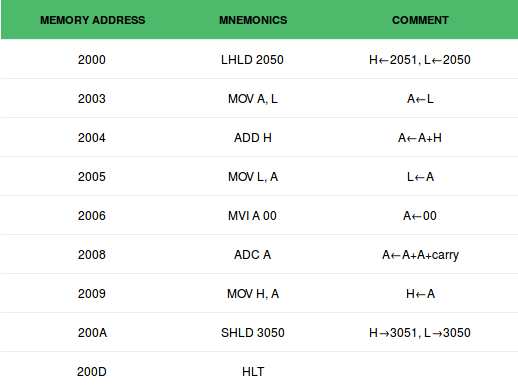 MEMORY ADDRESS MNEMONICS COMMENT
2000 LHLD 2050 H←2051, L←2050
2003 MOV A, L A←L
2004 ADD H A←A+H
2005 MOV L, A L←A
2006 MVI A 00 A←00
2008 ADC A A←A+A+carry
2009 MOV H, A H←A
200A SHLD 3050 H→3051, L→3050
200D HLT